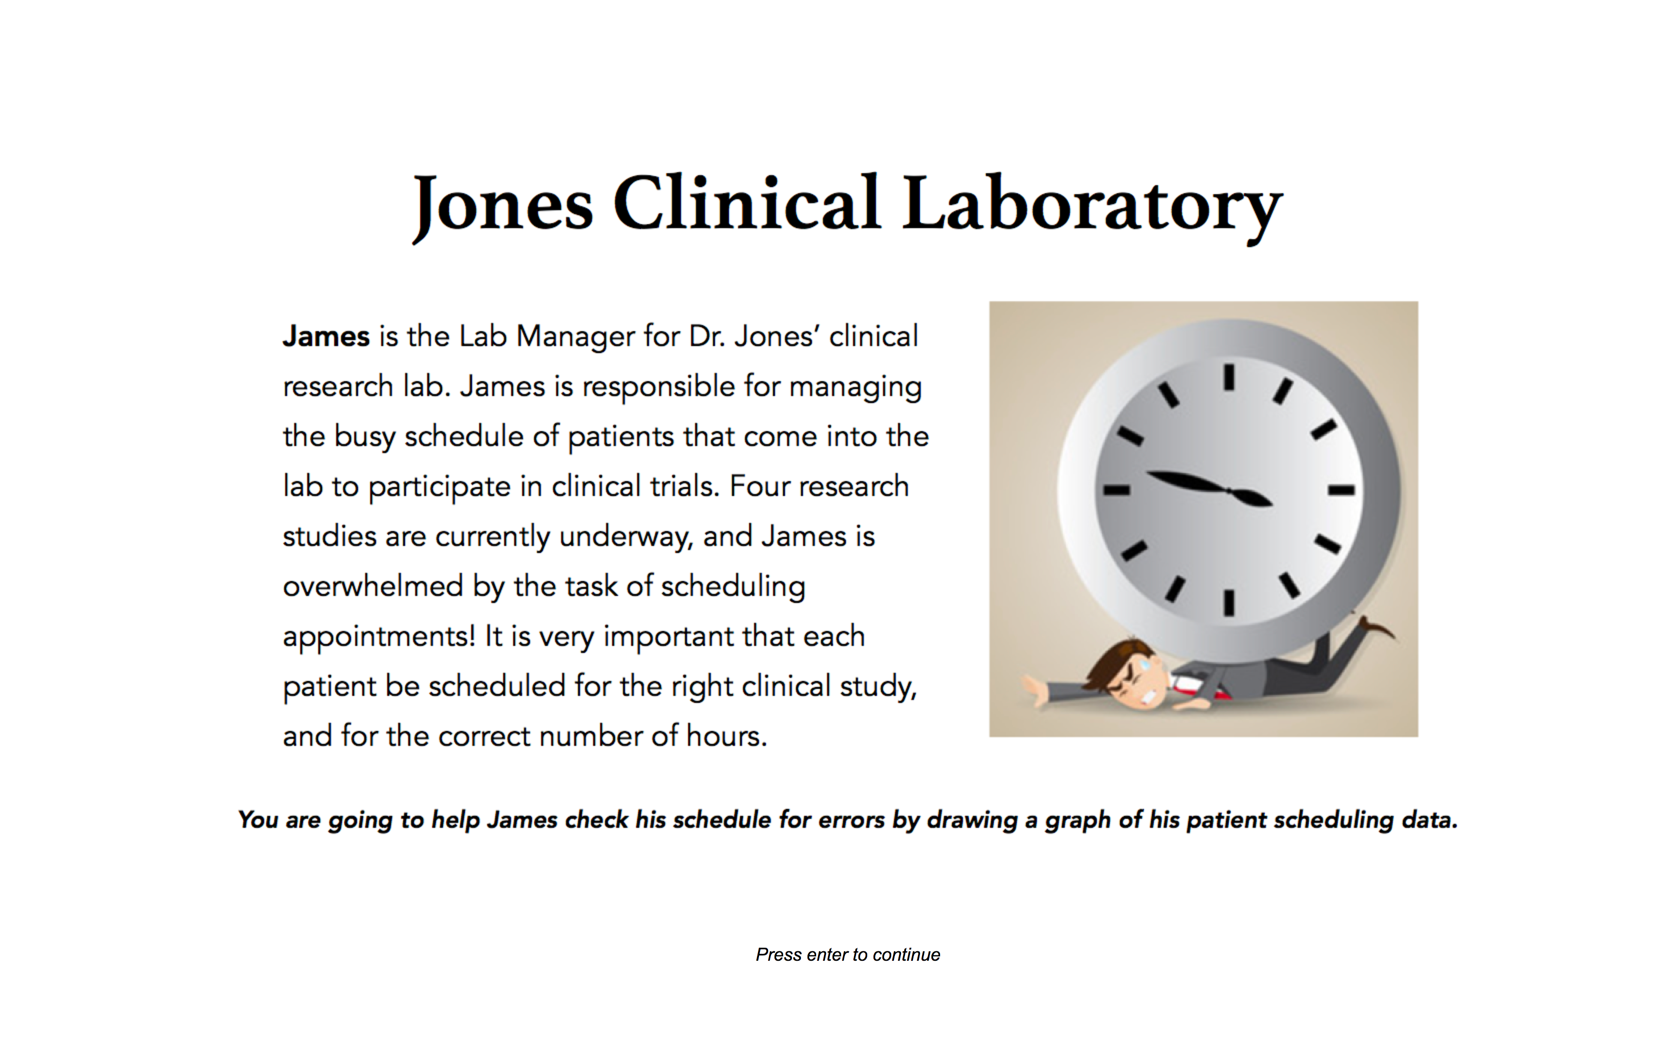 Jones Clinical Laboratory
James is the Lab Manager for Dr. Jones’ clinical
research lab. James is responsible for managing
the busy schedule of patients that come into the
lab to participate in clinical trials. Four research
studies are currently underway, and James is
overwhelmed by the task of scheduling
appointments! It is very important that each
patient be scheduled for the right clinical study,
and for the correct number of hours.
You are going to help James check his schedule for errors by drawing a graph of his patient scheduling data.
Press enter to continue